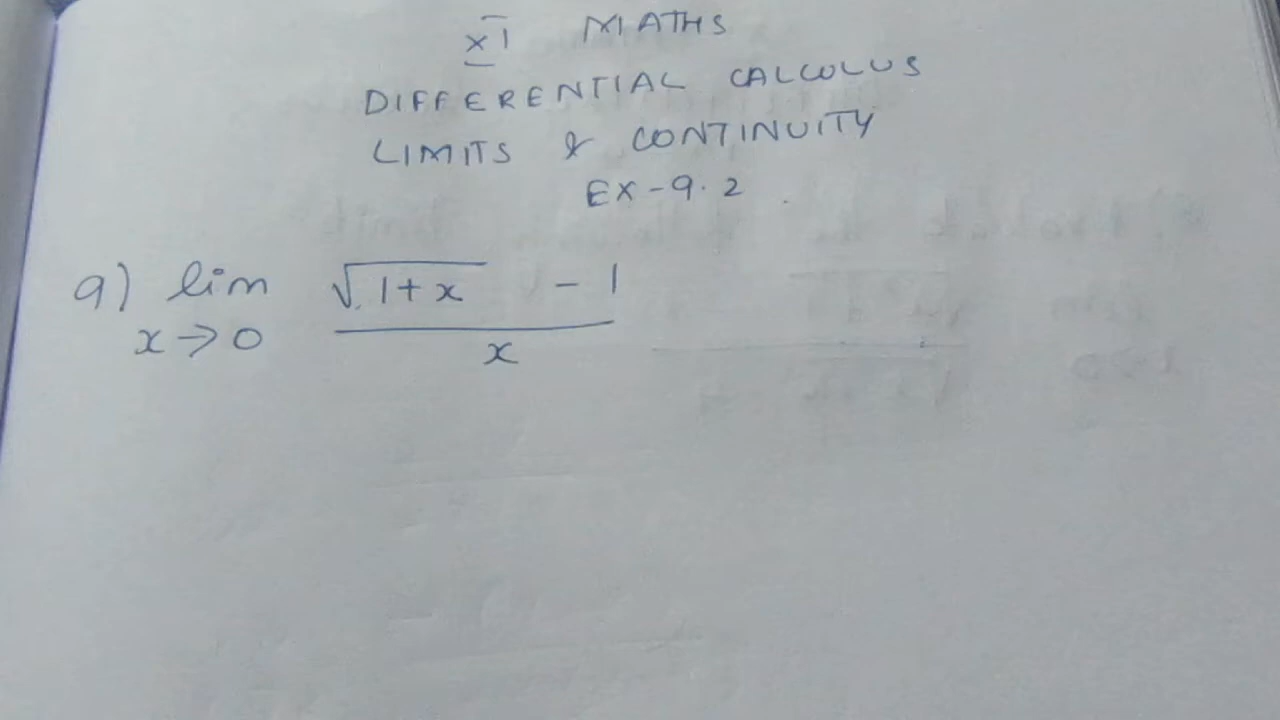 XI MATHS
DIFFERENTIAL CALCULUS
LIMITS & CONTINUITY
EX-9.2
9) lim √1+x - 1
x→0 x